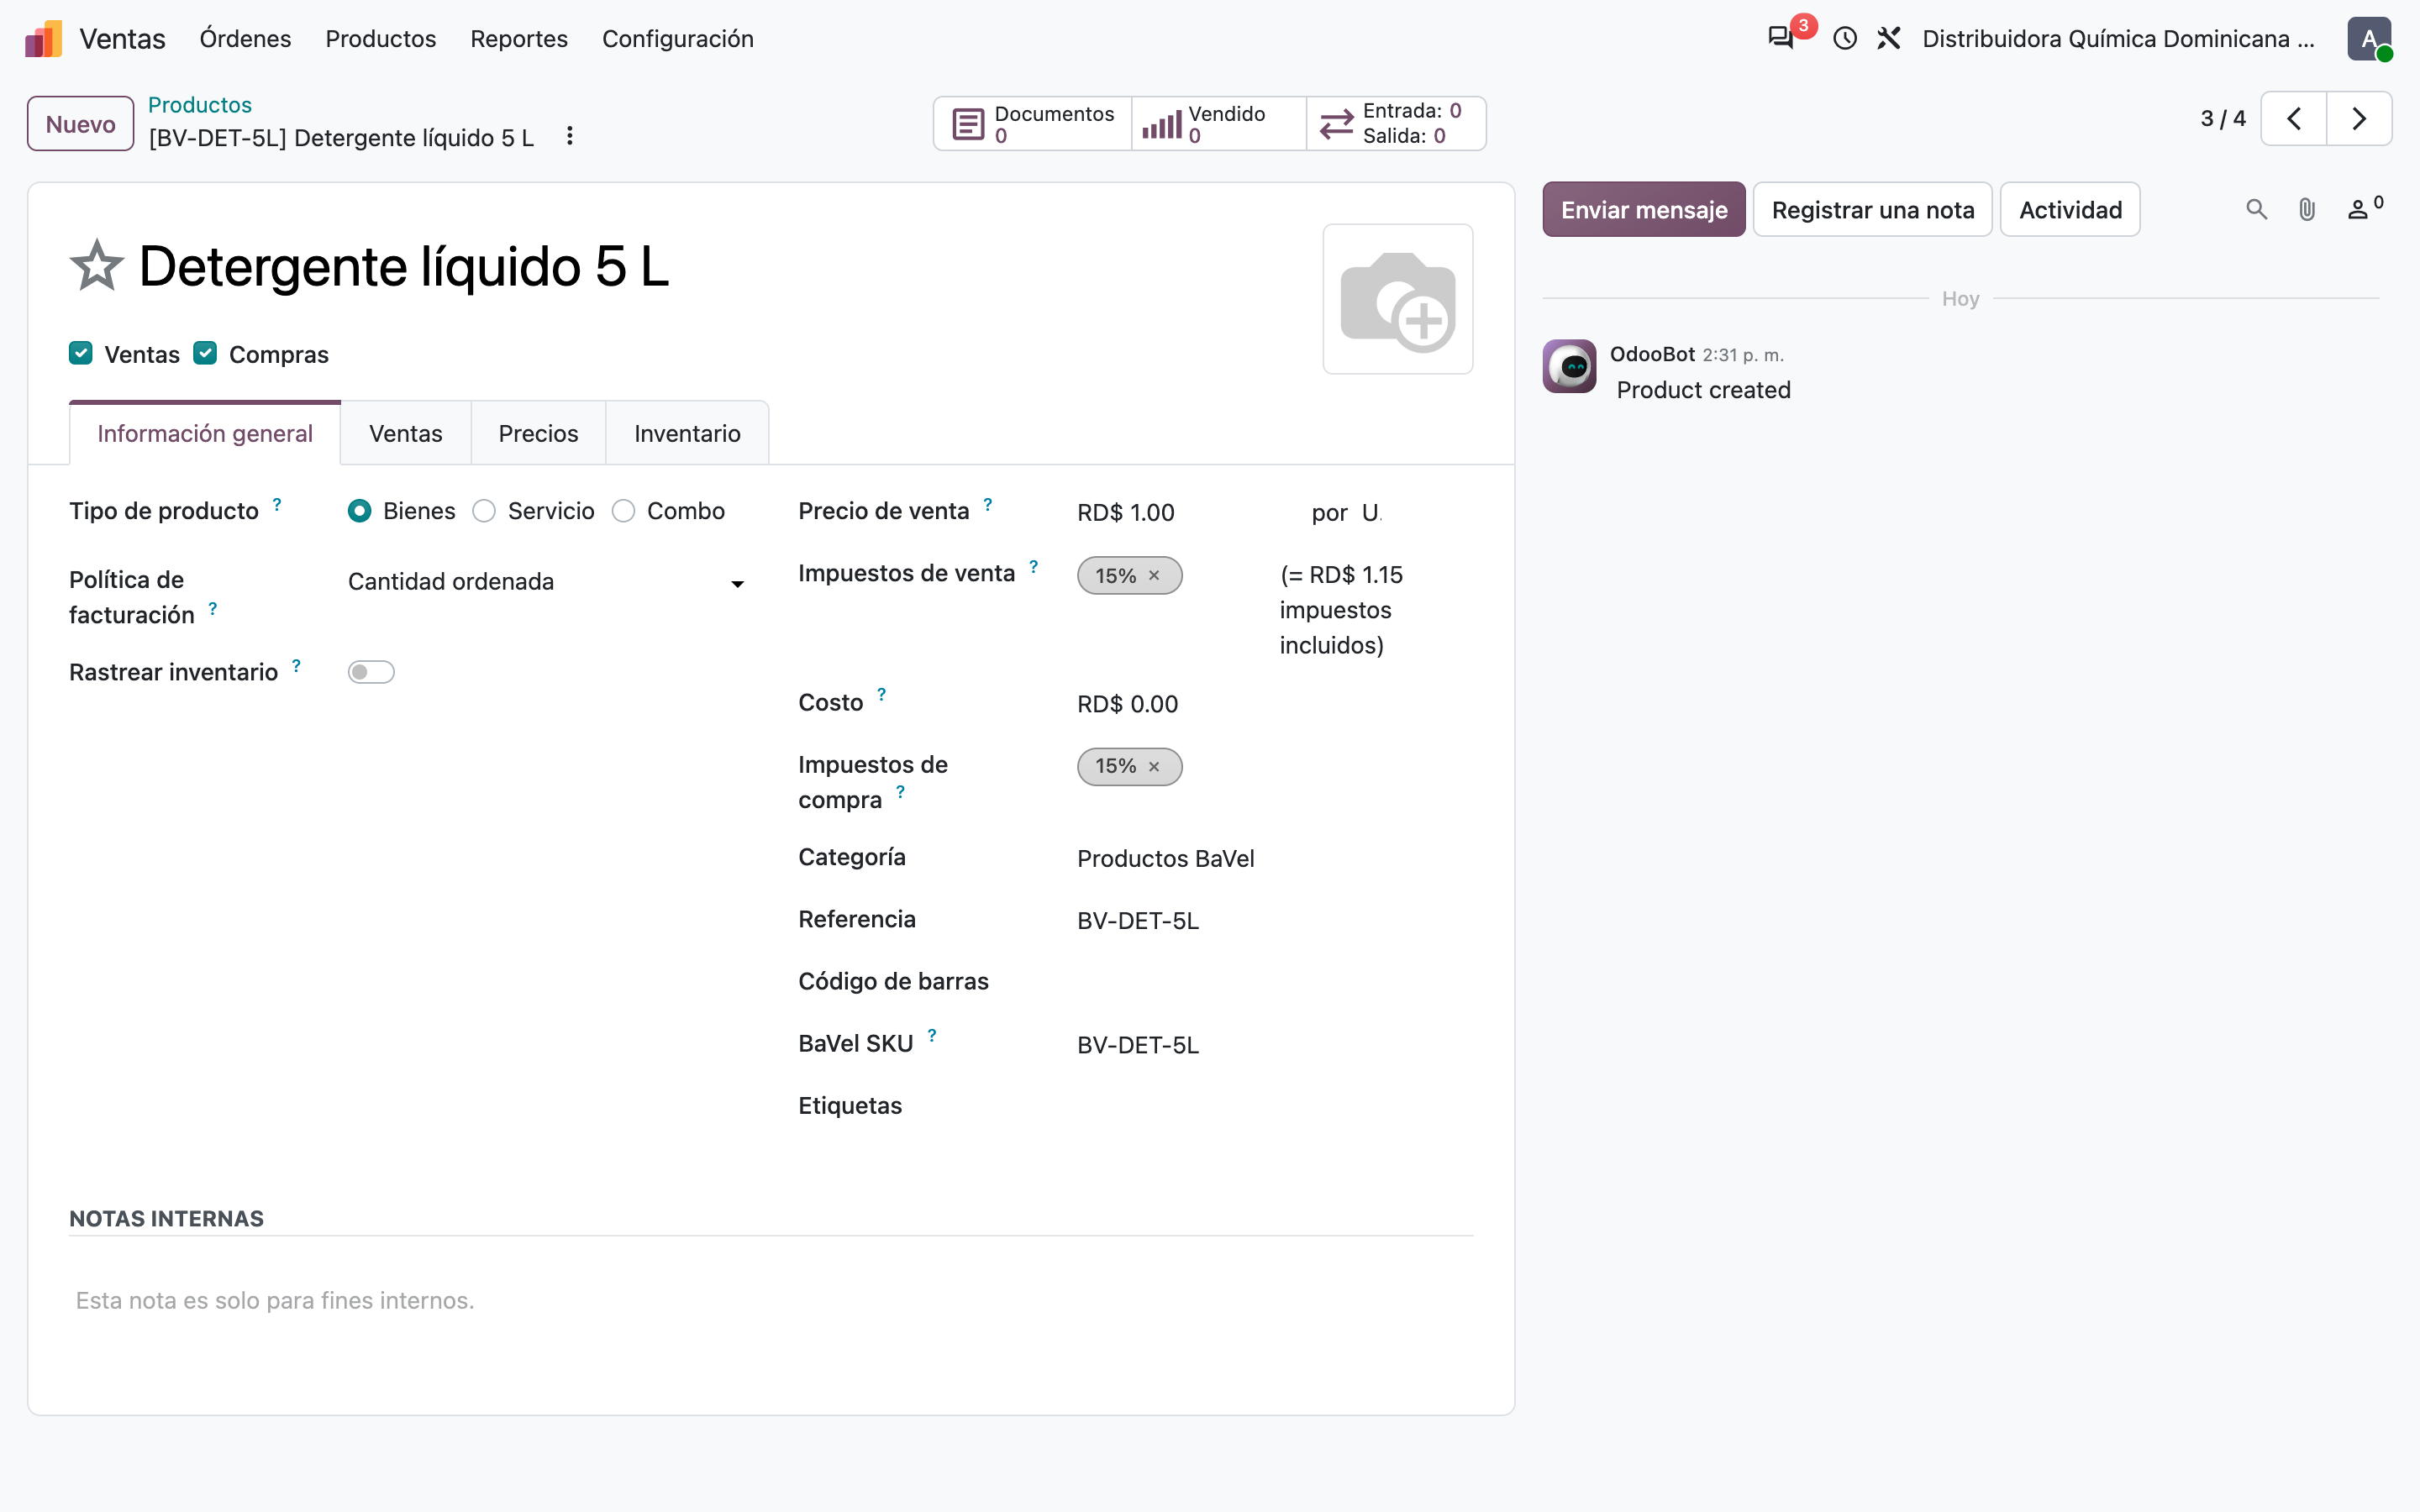 Ventas Órdenes Productos Reportes Configuración 3 Distribuidora Química Dominicana ... A
Nuevo
Productos
[BV-DET-5L] Detergente líquido 5 L
Documentos
0
Vendido
0
Entrada: 0
Salida: 0
3 / 4
Detergente líquido 5 L
Ventas Compras
Información general Ventas Precios Inventario
Tipo de producto ? Bienes Servicio Combo
Política de
facturación ? Cantidad ordenada
Rastrear inventario ?
Precio de venta ? RD$ 1.00 por U.
Impuestos de venta ? 15% × (= RD$ 1.15
impuestos
incluidos)
Costo ? RD$ 0.00
Impuestos de
compra ? 15% ×
Categoría Productos BaVel
Referencia BV-DET-5L
Código de barras
BaVel SKU ? BV-DET-5L
Etiquetas
NOTAS INTERNAS
Esta nota es solo para fines internos.
Enviar mensaje Registrar una nota Actividad 0
Hoy
OdooBot 2:31 p. m.
Product created